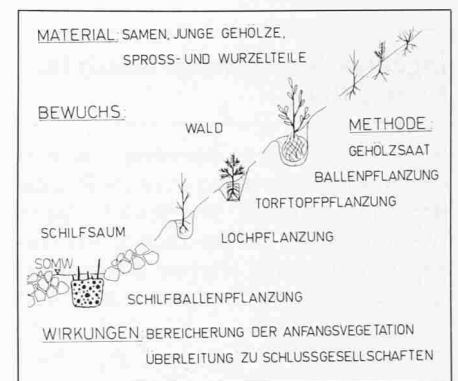 MATERIAL: SAMEN, JUNGE GEHÖLZE,
SPROSS- UND WURZELTEILE
BEWUCHS:
WALD
METHODE:
GEHÖLZSAAT
BALLENPFLANZUNG
TORFTOPFPFLANZUNG
SCHILFSAUM
LOCHPFLANZUNG
SOMW
SCHILFBALLENPFLANZUNG
WIRKUNGEN: BEREICHERUNG DER ANFANGSVEGETATION
ÜBERLEITUNG ZU SCHLUSSGESELLSCHAFTEN